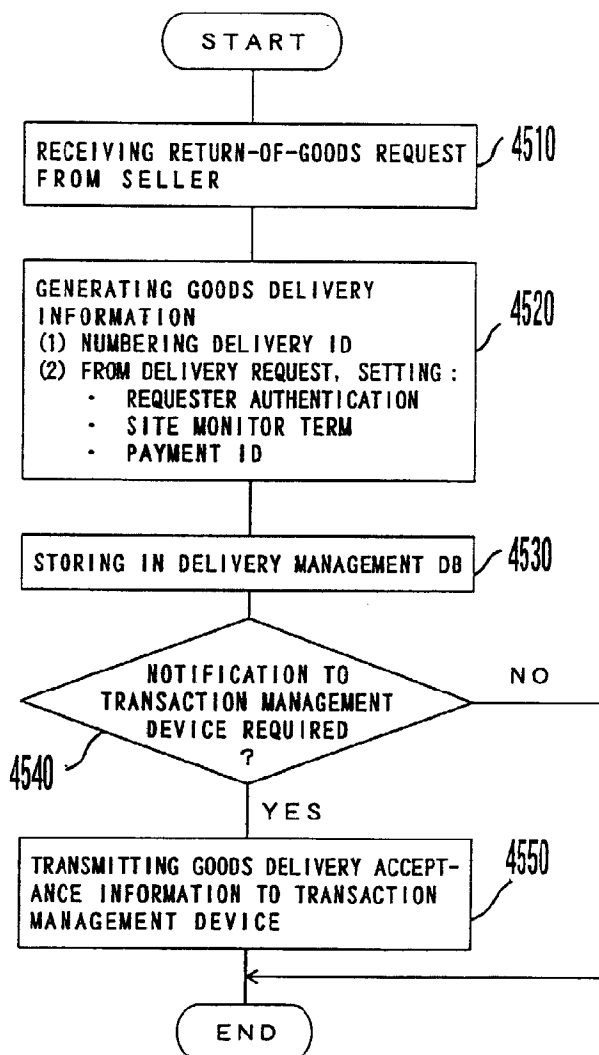 START
RECEIVING RETURN-OF-GOODS REQUEST
FROM SELLER
4510
GENERATING GOODS DELIVERY
INFORMATION
(1) NUMBERING DELIVERY ID
(2) FROM DELIVERY REQUEST, SETTING :
· REQUESTER AUTHENTICATION
· SITE MONITOR TERM
· PAYMENT ID
4520
STORING IN DELIVERY MANAGEMENT DB
4530
NOTIFICATION TO
TRANSACTION MANAGEMENT
DEVICE REQUIRED
?
NO
4540
YES
TRANSMITTING GOODS DELIVERY ACCEPT-
ANCE INFORMATION TO TRANSACTION
MANAGEMENT DEVICE
4550
END